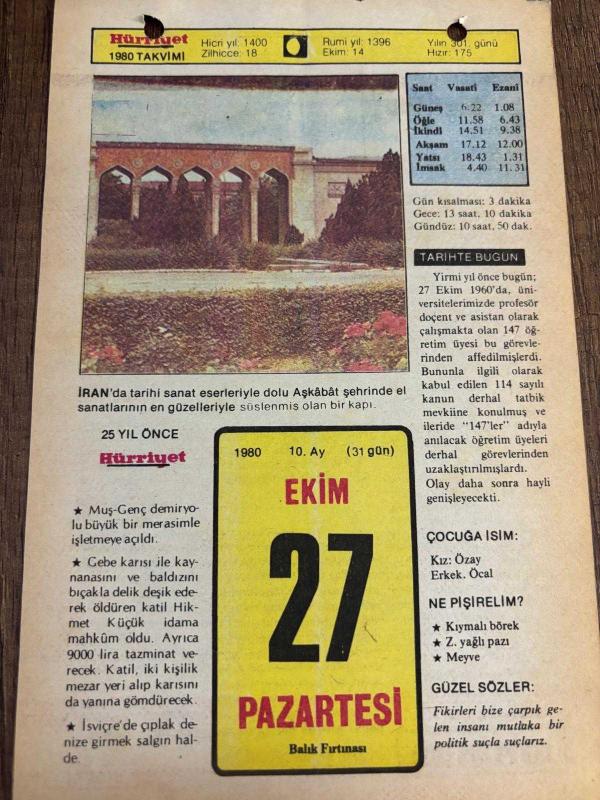 Hürriyet
1980 TAKVİMİ
Hicri yıl: 1400
Zilhicce: 18
Rumi yıl: 1396
Ekim: 14
Yılın 301. günü
Hızır: 175
Saat Vasati Ezani
Güneş 6.22 1.08
Öğle 11.58 6.43
İkindi 14.51 9.38
Akşam 17.12 12.00
Yatsı 18.43 1.31
İmsak 4.40 11.31
Gün kısalması: 3 dakika
Gece: 13 saat, 10 dakika
Gündüz: 10 saat, 50 dak.
TARİHTE BUGÜN
Yirmi yıl önce bugün;
27 Ekim 1960'da, üni-
versitelerimizde profesör
doçent ve asistan olarak
çalışmakta olan 147 öğ-
retim üyesi bu görevle-
rinden affedilmişlerdi.
Bununla ilgili olarak
kabul edilen 114 sayılı
kanun derhal tatbik
mevkiine konulmuş ve
ileride "147'ler" adıyla
anılacak öğretim üyeleri
derhal görevlerinden
uzaklaştırılmışlardı.
Olay daha sonra hayli
genişleyecekti.
İRAN'da tarihi sanat eserleriyle dolu Aşkâbât şehrinde el
sanatlarının en güzelleriyle süslenmiş olan bir kapı.
25 YIL ÖNCE
Hürriyet
★ Muş-Genç demiryo-
lu büyük bir merasimle
işletmeye açıldı.
★ Gebe karısı ile kay-
nanasını ve baldızını
bıçakla delik deşik ede-
rek öldüren katil Hik-
met Küçük idama
mahkûm oldu. Ayrıca
9000 lira tazminat ve-
recek. Katil, iki kişilik
mezar yeri alıp karısını
da yanına gömdürecek.
★ İsviçre'de çıplak de-
nize girmek salgın hal-
de.
1980 10. Ay (31 gün)
EKİM
27
PAZARTESİ
Balık Fırtınası
ÇOCUĞA İSİM:
Kız: Özay
Erkek. Öcal
NE PİŞİRELİM?
★ Kıymalı börek
★ Z. yağlı pazı
★ Meyve
GÜZEL SÖZLER:
Fikirleri bize çarpık ge-
len insanı mutlaka bir
politik suçla suçlarız.